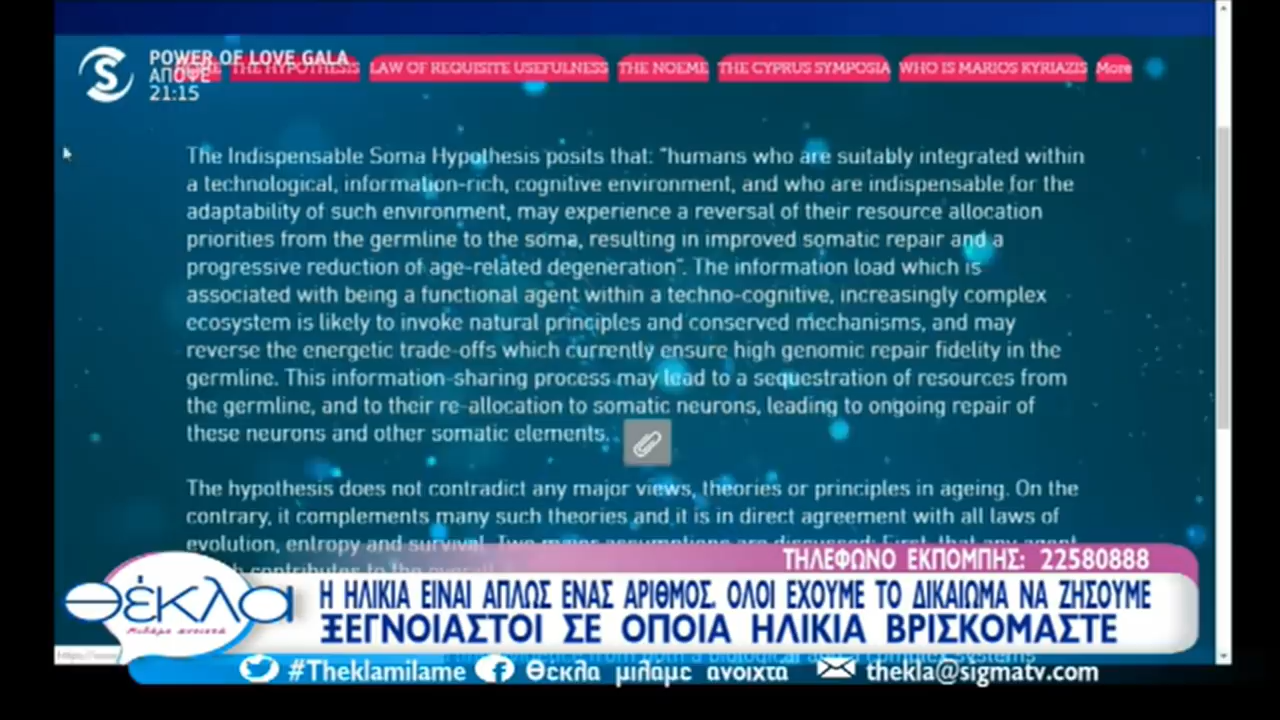 POWER OF LOVE GALA
ΑΠΟΨΕ
21:15
THE HYPOTHESIS
LAW OF REQUISITE USEFULNESS
THE NOEME
THE CYPRUS SYMPOSIA
WHO IS MARIOS KYRIAZIS
More
The Indispensable Soma Hypothesis posits that: "humans who are suitably integrated within
a technological, information-rich, cognitive environment, and who are indispensable for the
adaptability of such environment, may experience a reversal of their resource allocation
priorities from the germline to the soma, resulting in improved somatic repair and a
progressive reduction of age-related degeneration". The information load which is
associated with being a functional agent within a techno-cognitive, increasingly complex
ecosystem is likely to invoke natural principles and conserved mechanisms, and may
reverse the energetic trade-offs which currently ensure high genomic repair fidelity in the
germline. This information-sharing process may lead to a sequestration of resources from
the germline, and to their re-allocation to somatic neurons, leading to ongoing repair of
these neurons and other somatic elements.
The hypothesis does not contradict any major views, theories or principles in ageing. On the
contrary, it complements many such theories and it is in direct agreement with all laws of
evolution, entropy and survival. Two major assumptions are discussed: First, that any agent
ΤΗΛΕΦΩΝΟ ΕΚΠΟΜΠΗΣ: 22580888
θέκλα
μιλάμε ανοιχτά
Η ΗΛΙΚΙΑ ΕΙΝΑΙ ΑΠΛΩΣ ΕΝΑΣ ΑΡΙΘΜΟΣ. ΟΛΟΙ ΕΧΟΥΜΕ ΤΟ ΔΙΚΑΙΩΜΑ ΝΑ ΖΗΣΟΥΜΕ
ΞΕΓΝΟΙΑΣΤΟΙ ΣΕ ΟΠΟΙΑ ΗΛΙΚΙΑ ΒΡΙΣΚΟΜΑΣΤΕ
#Theklamilame
Θεκλα μιλάμε ανοιχτα
thekla@sigmatv.com